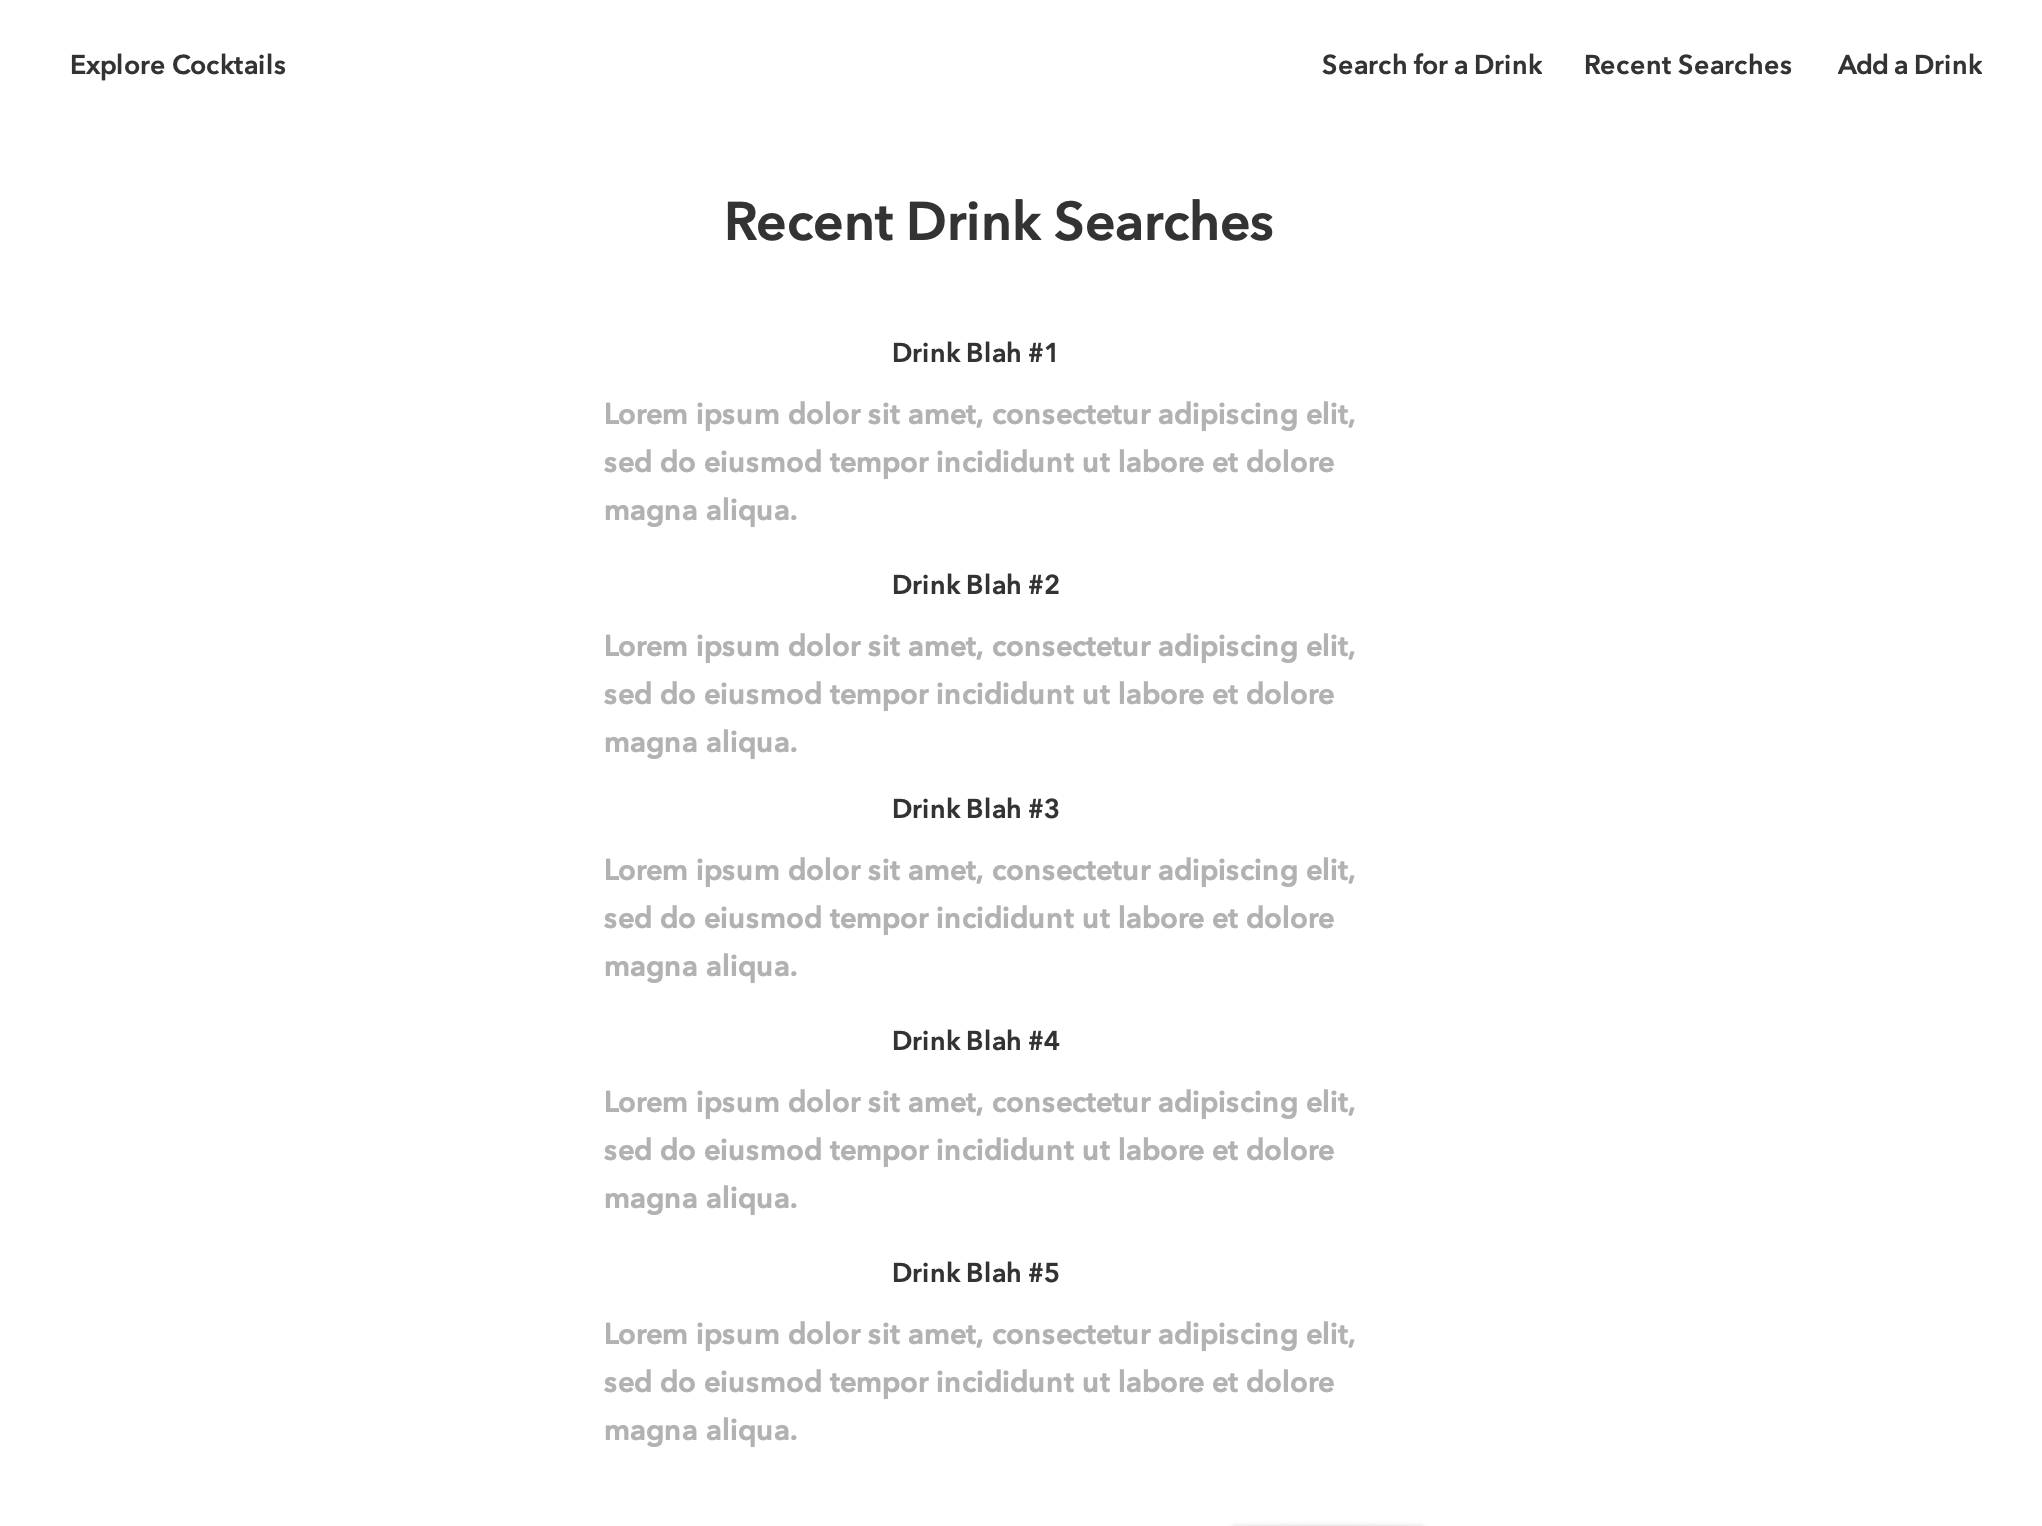 Explore Cocktails
Search for a Drink
Recent Searches
Add a Drink
Recent Drink Searches
Drink Blah #1
Lorem ipsum dolor sit amet, consectetur adipiscing elit,
sed do eiusmod tempor incididunt ut labore et dolore
magna aliqua.
Drink Blah #2
Lorem ipsum dolor sit amet, consectetur adipiscing elit,
sed do eiusmod tempor incididunt ut labore et dolore
magna aliqua.
Drink Blah #3
Lorem ipsum dolor sit amet, consectetur adipiscing elit,
sed do eiusmod tempor incididunt ut labore et dolore
magna aliqua.
Drink Blah #4
Lorem ipsum dolor sit amet, consectetur adipiscing elit,
sed do eiusmod tempor incididunt ut labore et dolore
magna aliqua.
Drink Blah #5
Lorem ipsum dolor sit amet, consectetur adipiscing elit,
sed do eiusmod tempor incididunt ut labore et dolore
magna aliqua.